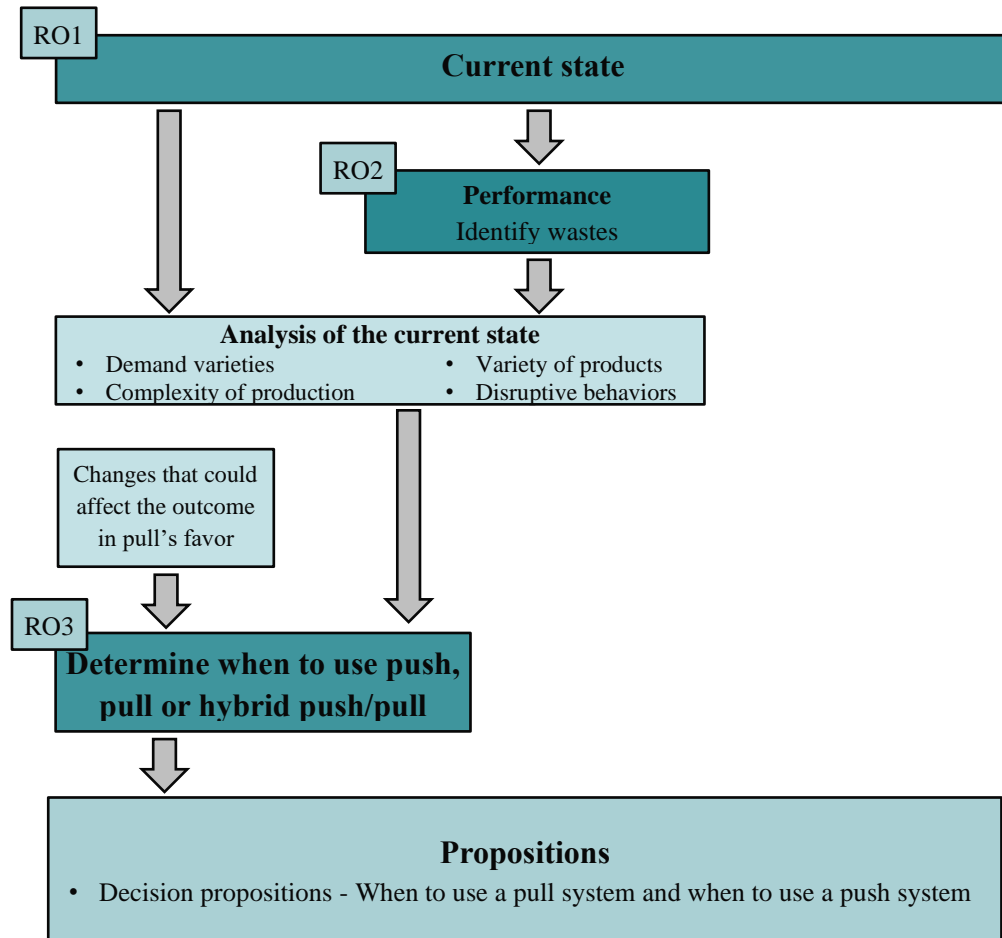 RO1
Current state
RO2
Performance
Identify wastes
Analysis of the current state
• Demand varieties
• Complexity of production
• Variety of products
• Disruptive behaviors
Changes that could
affect the outcome
in pull’s favor
RO3
Determine when to use push,
pull or hybrid push/pull
Propositions
• Decision propositions - When to use a pull system and when to use a push system